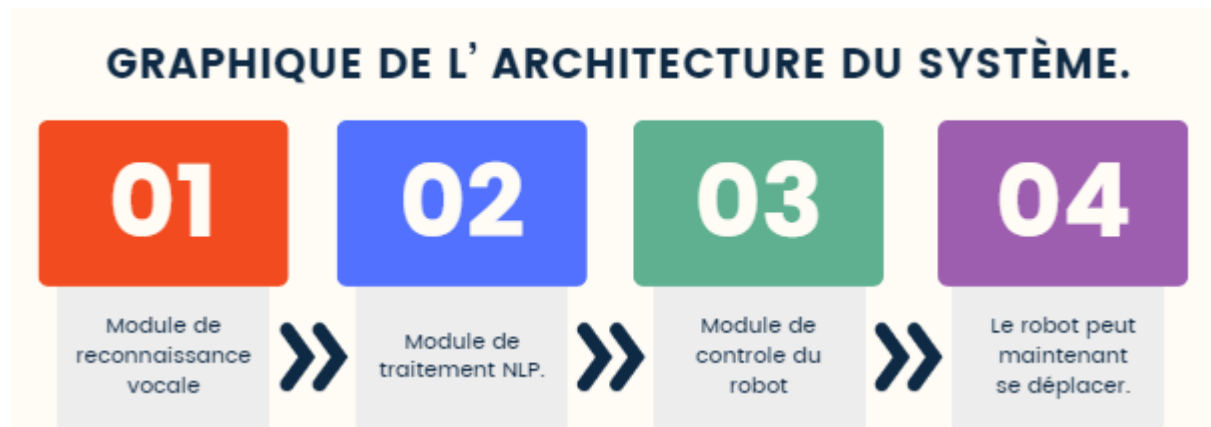 GRAPHIQUE DE L’ ARCHITECTURE DU SYSTÈME.
01
02
03
04
Module de
reconnaissance
vocale
Module de
traitement NLP.
Module de
controle du
robot
Le robot peut
maintenant
se déplacer.